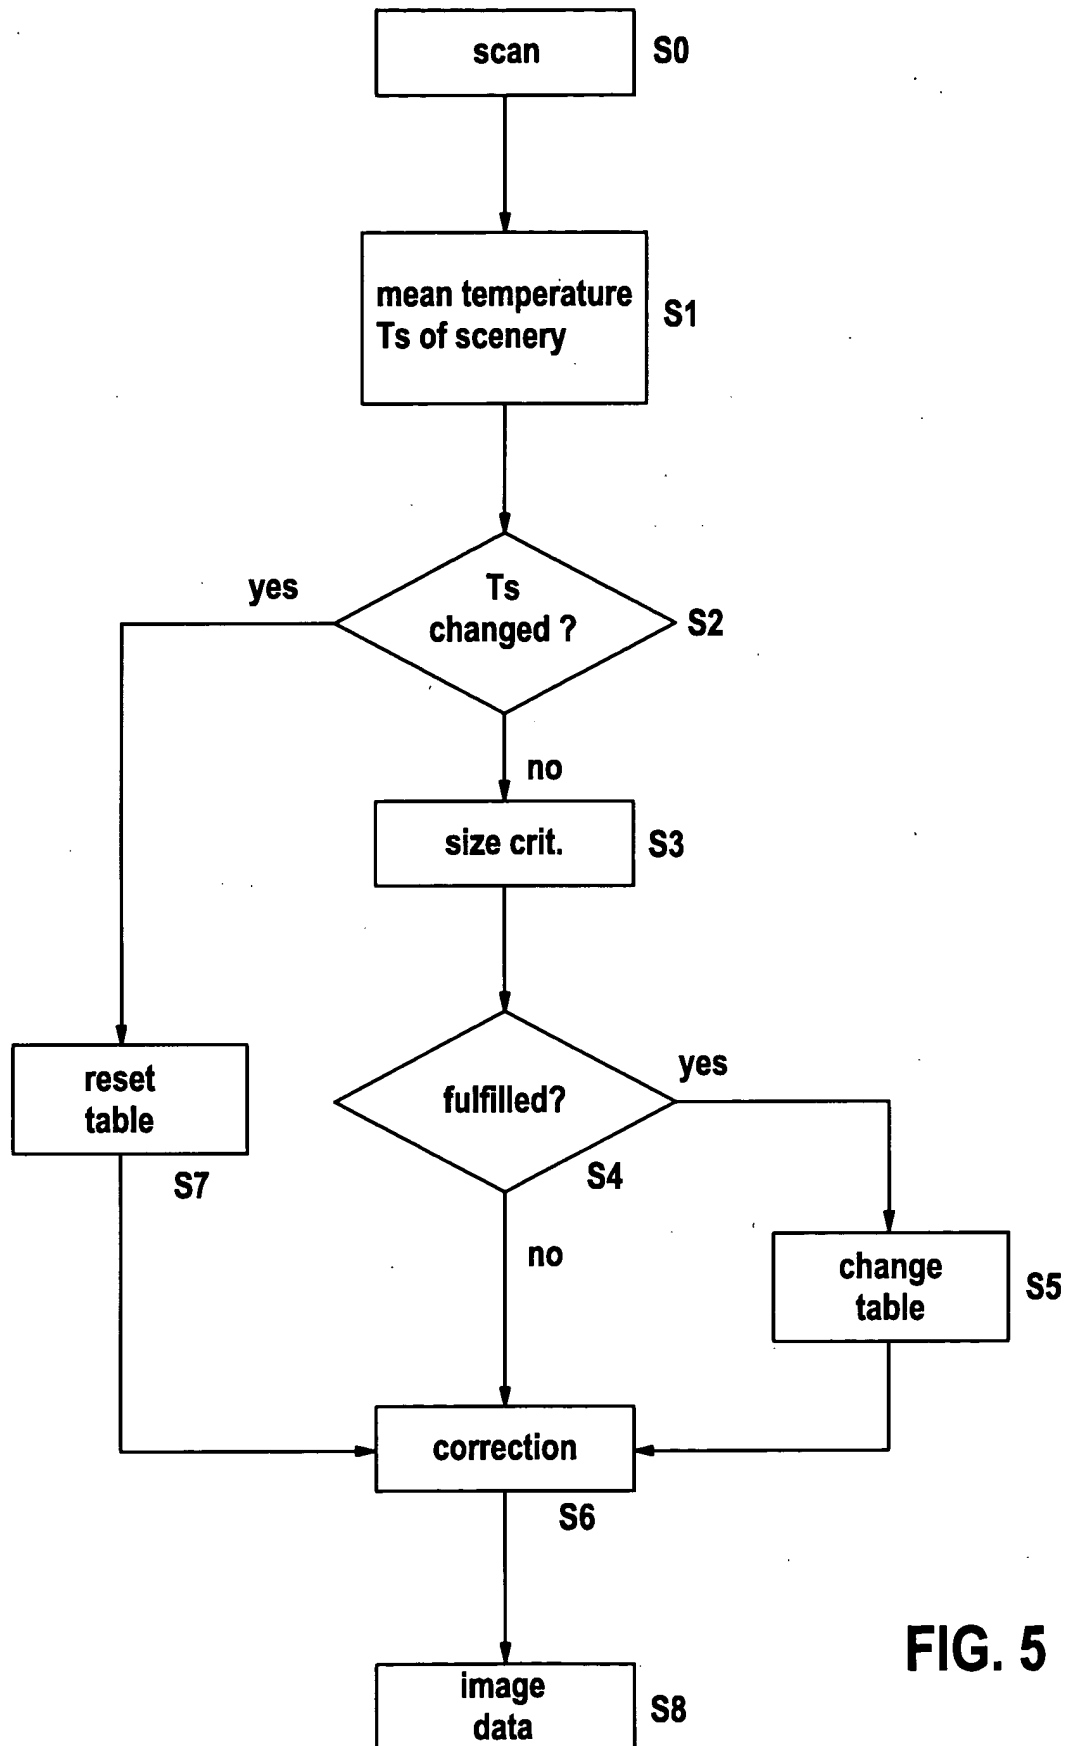 scan
S0
mean temperature
Ts of scenery
S1
yes
Ts
changed ?
S2
no
size crit.
S3
yes
fulfilled?
S4
reset
table
S7
no
change
table
S5
correction
S6
image
data
S8
FIG. 5